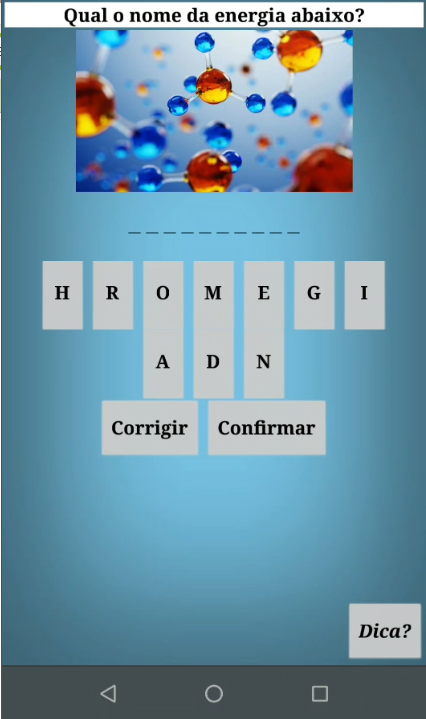 Qual o nome da energia abaixo?
_ _ _ _ _ _ _ _ _ _
H R O M E G I
A D N
Corrigir Confirmar
Dica?